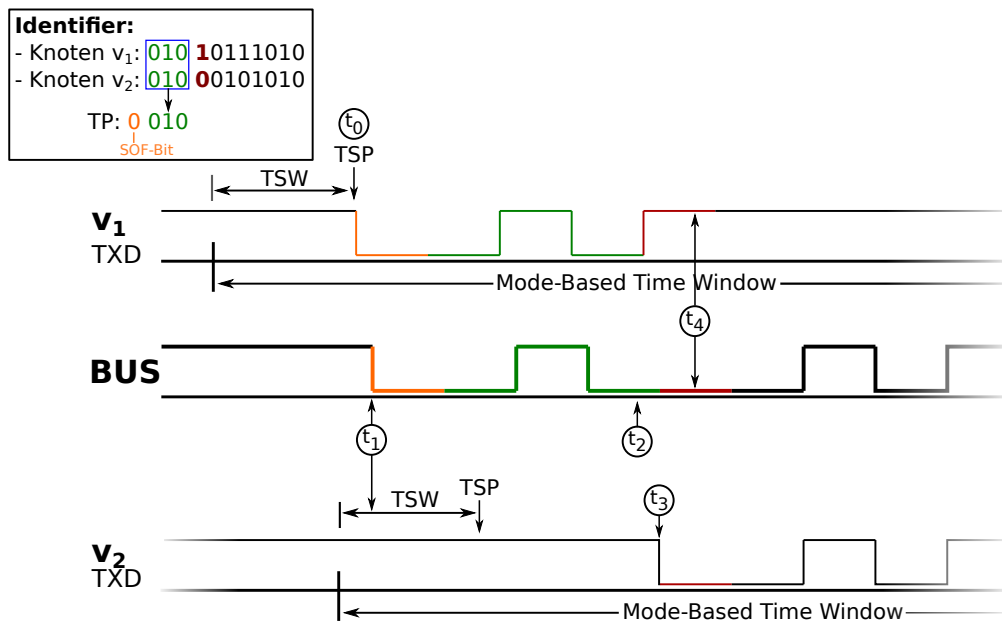 Identifier:
- Knoten v1: 010 10111010
- Knoten v2: 010 00101010
TP: 0 010
SOF-Bit
t0
TSP
TSW
v1
TXD
Mode-Based Time Window
t4
BUS
t1
t2
TSP
TSW
t3
v2
TXD
Mode-Based Time Window